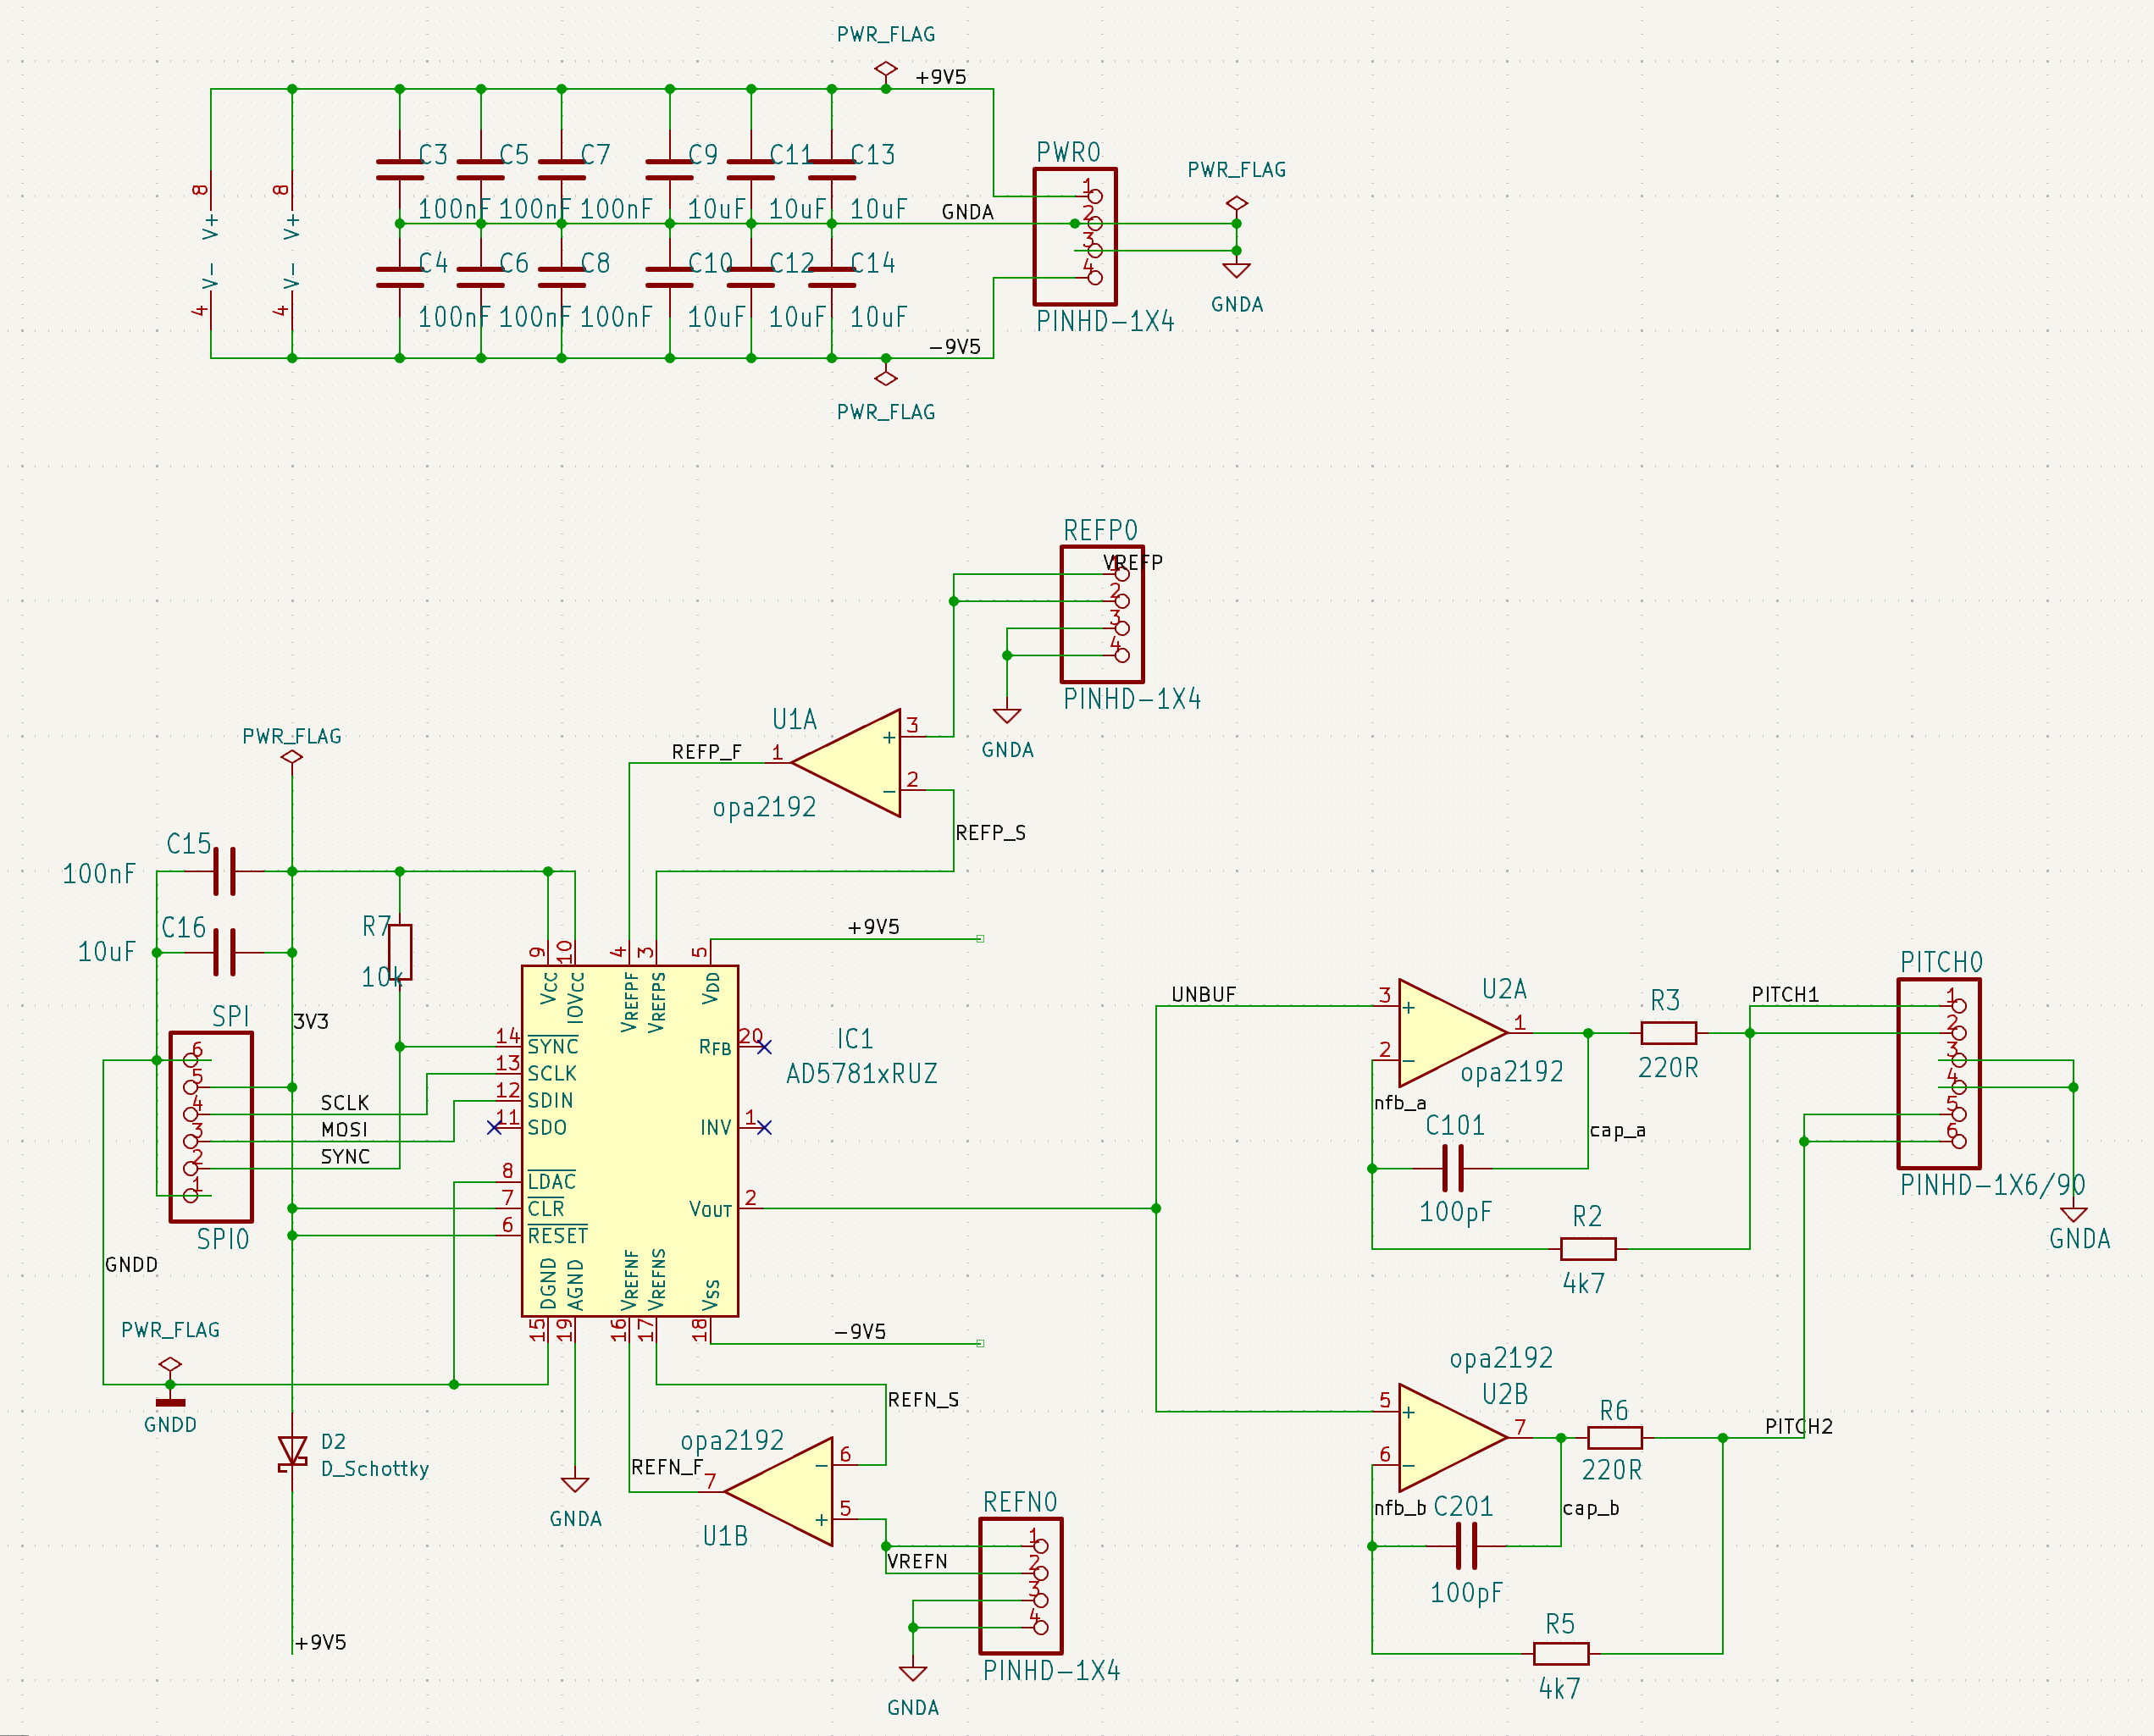 PWR_FLAG
+9V5
C3 C5 C7 C9 C11 C13
PWR0
PWR_FLAG
8 8
V+ V+
100nF 100nF 100nF 10uF 10uF 10uF
GNDA
1
2
3
4
V- V-
C4 C6 C8 C10 C12 C14
4 4
100nF 100nF 100nF 10uF 10uF 10uF
PINHD-1X4
GNDA
-9V5
PWR_FLAG
REFP0
VREFP
1
2
3
4
PINHD-1X4
GNDA
U1A
3
+
1
REFP_F
2
-
opa2192
REFP_S
PWR_FLAG
C15
100nF
C16
10uF
R7
10k
+9V5
9 10 4 3 5
VCC IOVCC VREFPF VREFPS VDD
SPI
3V3
6
5
4
3
2
1
SCLK
MOSI
SYNC
SPI0
14 SYNC
13 SCLK
12 SDIN
11 SDO
8 LDAC
7 CLR
6 RESET
RFB 20
INV 1
VOUT 2
IC1
AD5781xRUZ
DGND AGND VREFNF VREFNS VSS
15 19 16 17 18
-9V5
GNDD
PWR_FLAG
GNDD
D2
D_Schottky
+9V5
GNDA
REFN_S
opa2192
6
-
REFN_F
7
5
+
U1B
VREFN
REFN0
1
2
3
4
PINHD-1X4
GNDA
UNBUF
3
+
U2A
1
2
-
opa2192
R3
220R
PITCH1
nfb_a
C101
100pF
cap_a
R2
4k7
PITCH0
1
2
3
4
5
6
PINHD-1X6/90
GNDA
opa2192
U2B
5
+
7
6
-
R6
220R
PITCH2
nfb_b
C201
100pF
cap_b
R5
4k7